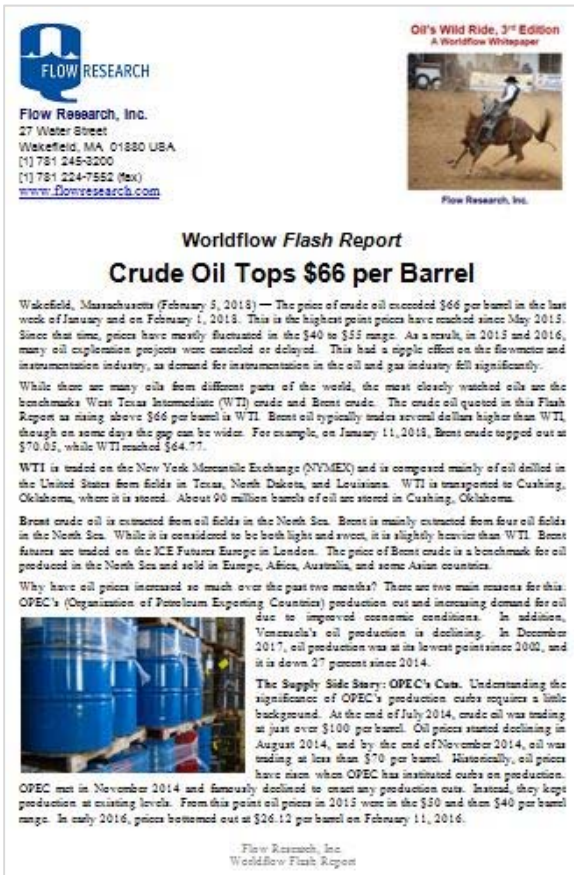 FLOW RESEARCH
Flow Research, Inc.
27 Water Street
Wakefield, MA 01880 USA
[1] 781 245-3200
[1] 781 224-7552 (fax)
www.flowresearch.com
Oil's Wild Ride, 3rd Edition
A Worldflow Whitepaper
Flow Research, Inc.
Worldflow Flash Report
Crude Oil Tops $66 per Barrel
Wakefield, Massachusetts (February 5, 2018) — The price of crude oil exceeded $66 per barrel in the last
week of January and on February 1, 2018. This is the highest point prices have reached since May 2015.
Since that time, prices have mostly fluctuated in the $40 to $55 range. As a result, in 2015 and 2016,
many oil exploration projects were canceled or delayed. This had a ripple effect on the flowmeter and
instrumentation industry, as demand for instrumentation in the oil and gas industry fell significantly.
While there are many oils from different parts of the world, the most closely watched oils are the
benchmarks West Texas Intermediate (WTI) crude and Brent crude. The crude oil quoted in this Flash
Report as rising above $66 per barrel is WTI. Brent oil typically trades several dollars higher than WTI,
though on some days the gap can be wider. For example, on January 11, 2018, Brent crude topped out at
$70.05, while WTI reached $64.77.
WTI is traded on the New York Mercantile Exchange (NYMEX) and is composed mainly of oil drilled in
the United States from fields in Texas, North Dakota, and Louisiana. WTI is transported to Cushing,
Oklahoma, where it is stored. About 90 million barrels of oil are stored in Cushing, Oklahoma.
Brent crude oil is extracted from oil fields in the North Sea. Brent is mainly extracted from four oil fields
in the North Sea. While it is considered to be both light and sweet, it is slightly heavier than WTI. Brent
futures are traded on the ICE Futures Europe in London. The price of Brent crude is a benchmark for oil
produced in the North Sea and sold in Europe, Africa, Australia, and some Asian countries.
Why have oil prices increased so much over the past two months? There are two main reasons for this:
OPEC's (Organization of Petroleum Exporting Countries) production cut and increasing demand for oil
due to improved economic conditions. In addition,
Venezuela's oil production is declining. In December
2017, oil production was at its lowest point since 2002, and
it is down 27 percent since 2014.
The Supply Side Story: OPEC's Cuts. Understanding the
significance of OPEC's production curbs requires a little
background. At the end of July 2014, crude oil was trading
at just over $100 per barrel. Oil prices started declining in
August 2014, and by the end of November 2014, oil was
trading at less than $70 per barrel. Historically, oil prices
have risen when OPEC has instituted curbs on production.
OPEC met in November 2014 and famously declined to enact any production cuts. Instead, they kept
production at existing levels. From this point oil prices in 2015 were in the $50 and then $40 per barrel
range. In early 2016, prices bottomed out at $26.12 per barrel on February 11, 2016.
Flow Research, Inc.
Worldflow Flash Report